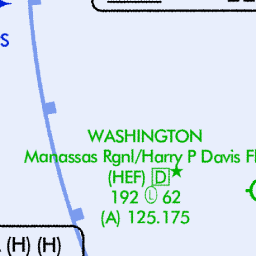 S
WASHINGTON
Manassas Rgnl/Harry P Davis Fl
(HEF) D
192 L 62
(A) 125.175
(H) (H)